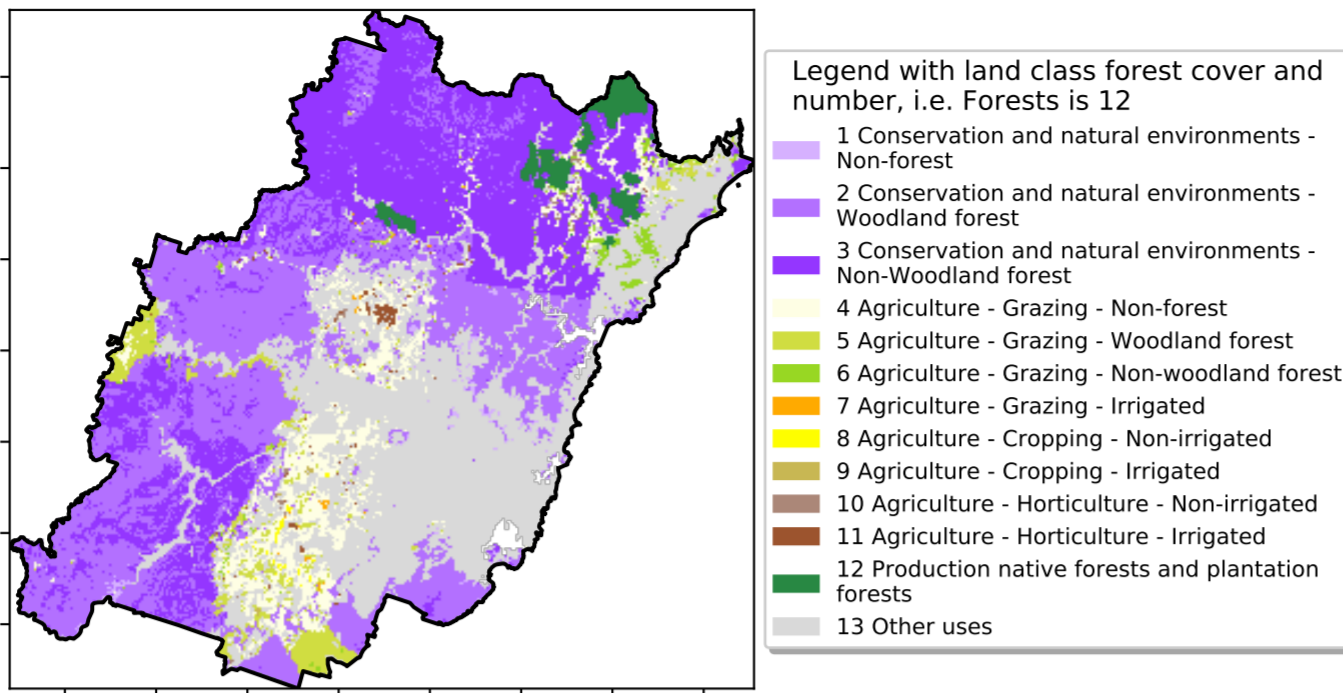 Legend with land class forest cover and
number, i.e. Forests is 12
1 Conservation and natural environments -
Non-forest
2 Conservation and natural environments -
Woodland forest
3 Conservation and natural environments -
Non-Woodland forest
4 Agriculture - Grazing - Non-forest
5 Agriculture - Grazing - Woodland forest
6 Agriculture - Grazing - Non-woodland forest
7 Agriculture - Grazing - Irrigated
8 Agriculture - Cropping - Non-irrigated
9 Agriculture - Cropping - Irrigated
10 Agriculture - Horticulture - Non-irrigated
11 Agriculture - Horticulture - Irrigated
12 Production native forests and plantation
forests
13 Other uses